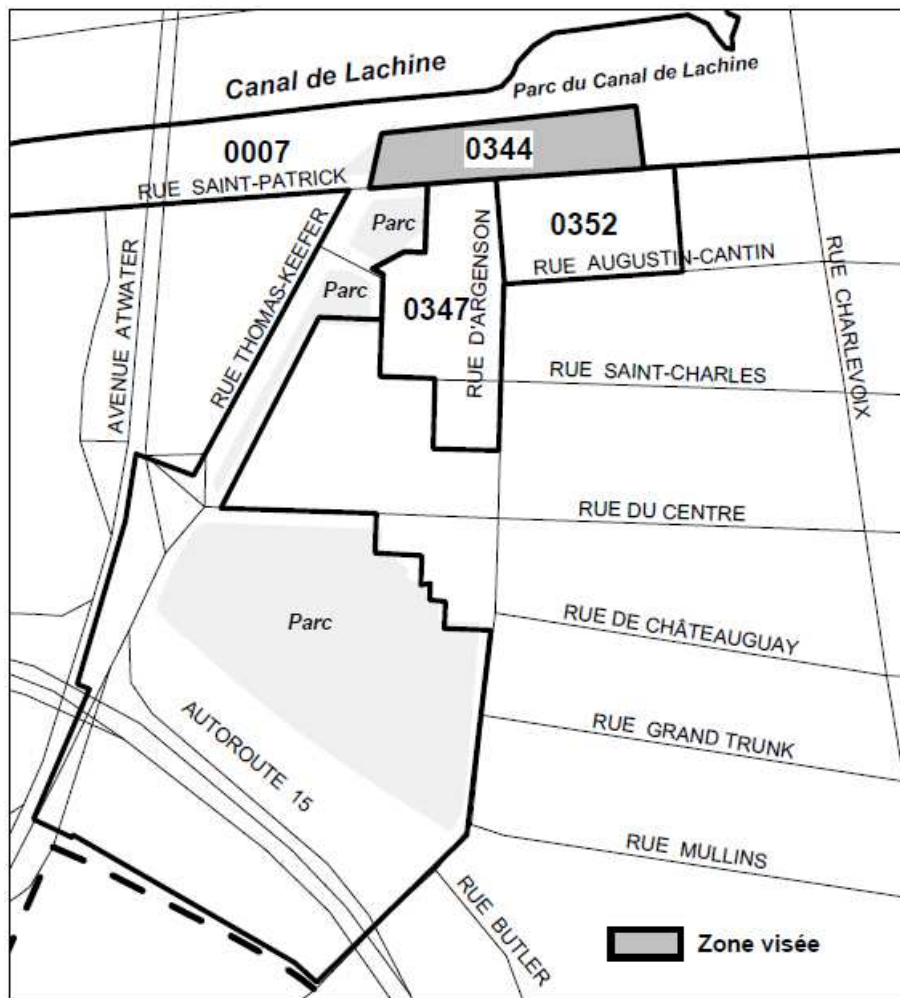 Canal de Lachine
Parc du Canal de Lachine
0007
0344
RUE SAINT-PATRICK
Parc
0352
RUE AUGUSTIN-CANTIN
RUE THOMAS-KEEFER
Parc
0347
RUE D'ARGENSON
AVENUE ATWATER
RUE CHARLEVOIX
RUE SAINT-CHARLES
RUE DU CENTRE
Parc
RUE DE CHÂTEAUGUAY
AUTOROUTE 15
RUE GRAND TRUNK
RUE MULLINS
RUE BUTLER
Zone visée